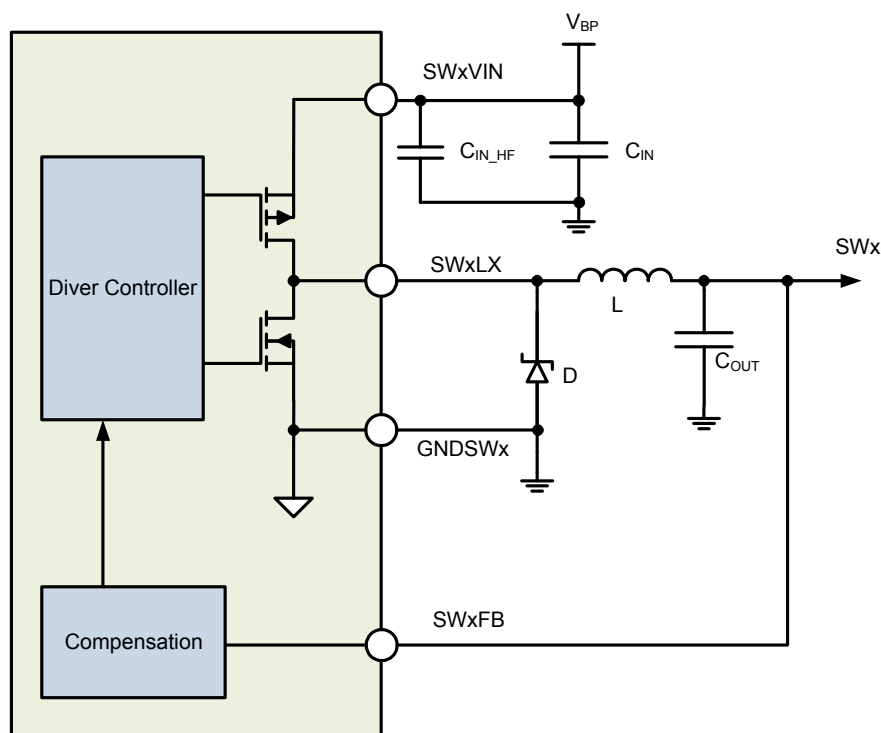 V_BP
SWxVIN
C_IN_HF
C_IN
Diver Controller
SWxLX
SWx
L
C_OUT
D
GNDSWx
SWxFB
Compensation